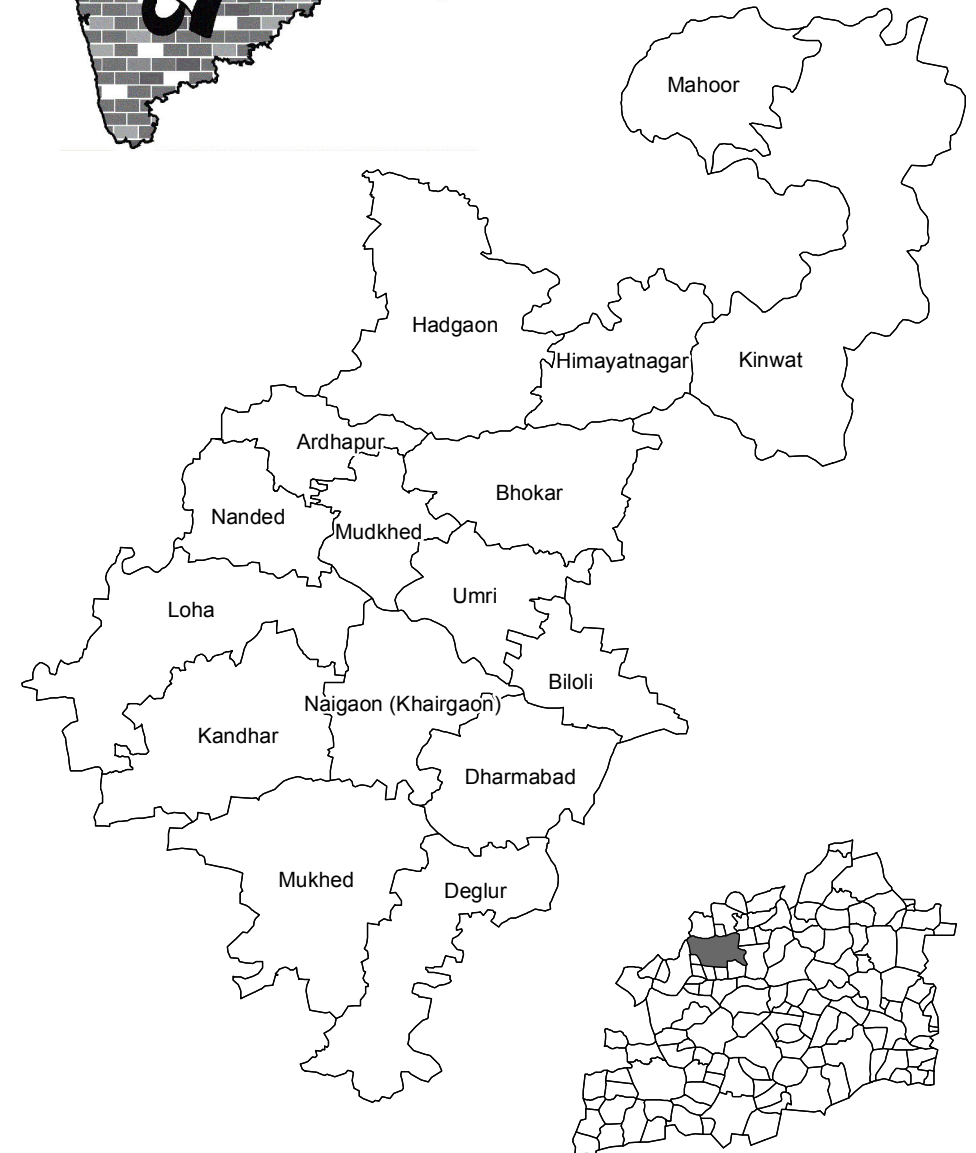 Mahoor
Hadgaon
Himayatnagar
Kinwat
Ardhapur
Bhokar
Nanded
Mudkhed
Umri
Loha
Biloli
Naigaon (Khairgaon)
Kandhar
Dharmabad
Mukhed
Deglur